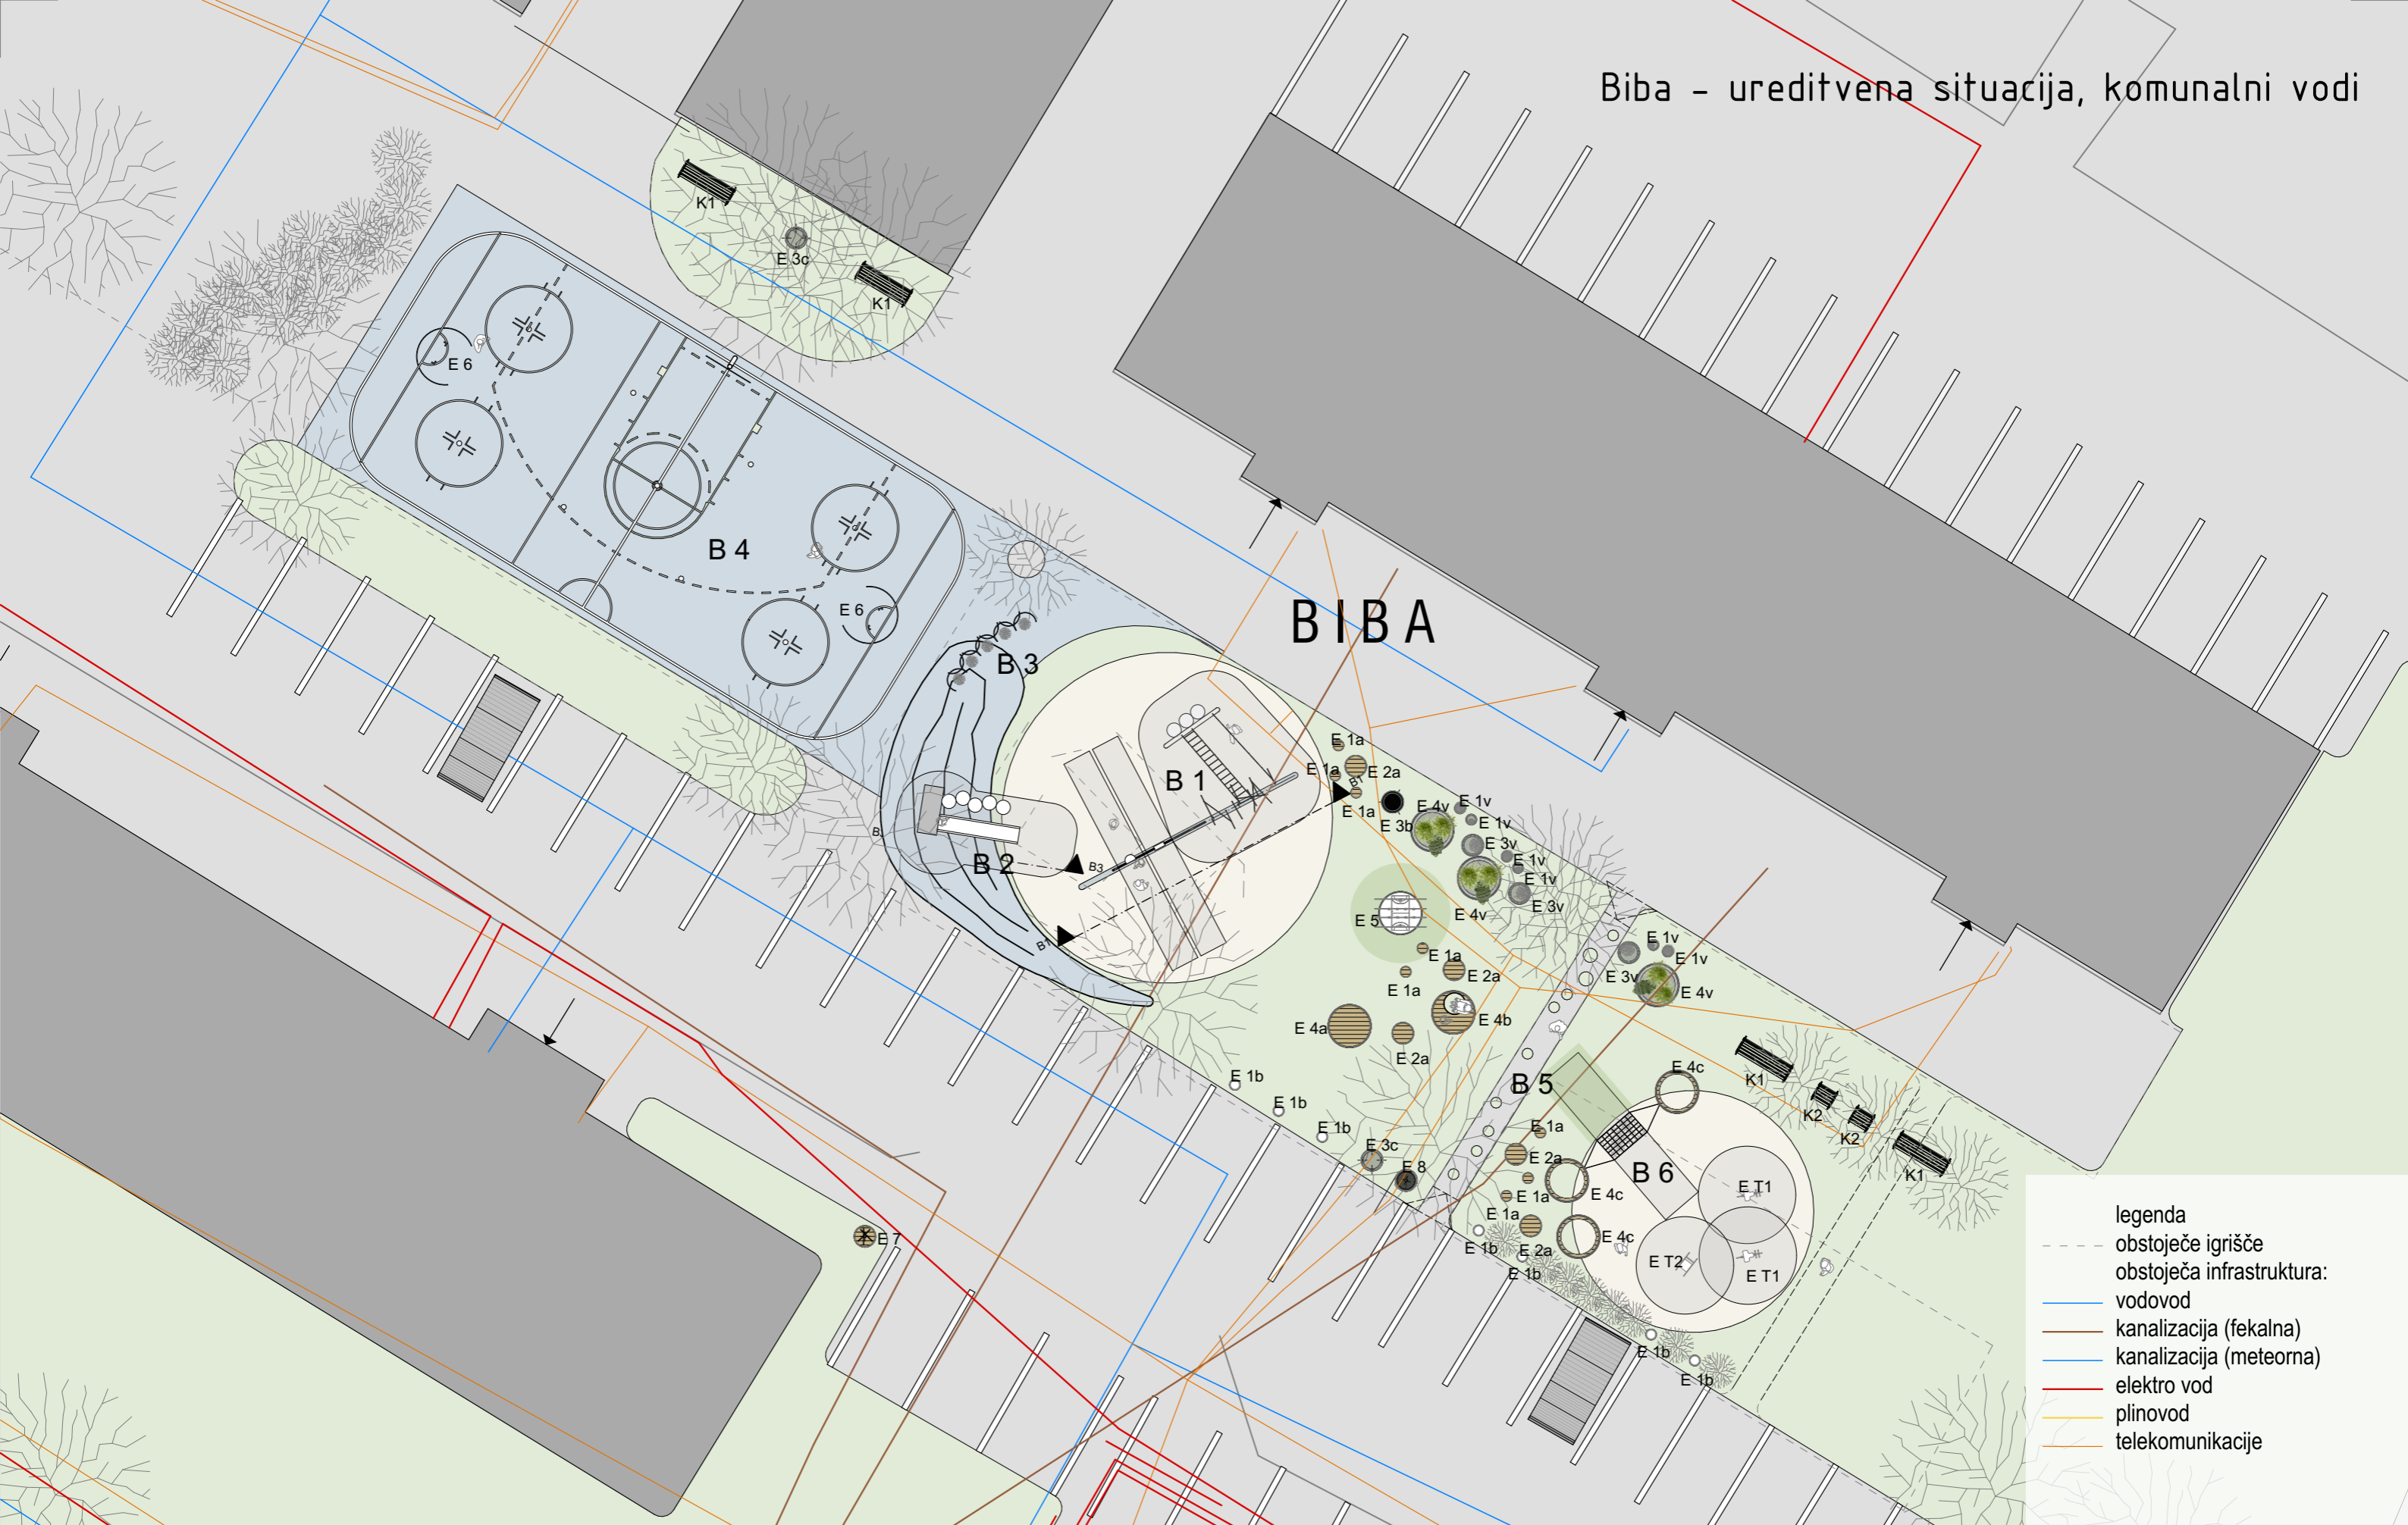 Biba - ureditvena situacija, komunalni vodi
K1
E 3c
K1
E 6
B 4
E 6
B 3
BIBA
B 1
B 2
B3
B1
B1
E 1a
E 1a
E 2a
E 1a
E 3b
E 4v
E 1v
E 1v
E 3v
E 1v
E 1v
E 3v
E 4v
E 5
E 1a
E 2a
E 1a
E 4a
E 4b
E 2a
E 1v
E 1v
E 3v
E 4v
E 1b
E 1b
E 1b
E 3c
E 8
B 5
E 4c
K1
K2
K2
K1
E 1a
E 2a
E 1a
E 1a
E 4c
B 6
E T1
E T2
E T1
E 4c
E 1b
E 2a
E 1b
E 1b
E 1b
E 7
legenda
obstoječe igrišče
obstoječa infrastruktura:
vodovod
kanalizacija (fekalna)
kanalizacija (meteorna)
elektro vod
plinovod
telekomunikacije